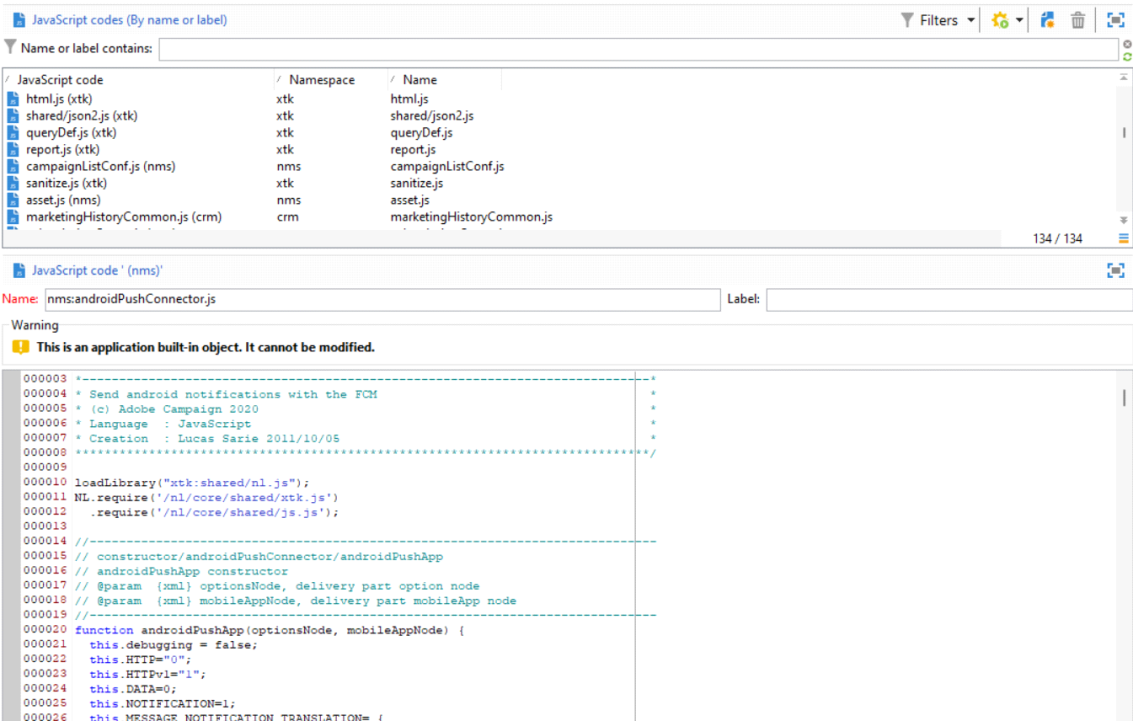 JavaScript codes (By name or label) Filters
Name or label contains:
JavaScript code Namespace Name
html.js (xtk) xtk html.js
shared/json2.js (xtk) xtk shared/json2.js
queryDef.js (xtk) xtk queryDef.js
report.js (xtk) xtk report.js
campaignListConf.js (nms) nms campaignListConf.js
sanitize.js (xtk) xtk sanitize.js
asset.js (nms) nms asset.js
marketingHistoryCommon.js (crm) crm marketingHistoryCommon.js
134 / 134
JavaScript code ' (nms)'
Name: nms:androidPushConnector.js Label:
Warning
This is an application built-in object. It cannot be modified.
000003 *------------------------------------------------------------------------------*
000004 * Send android notifications with the FCM *
000005 * (c) Adobe Campaign 2020 *
000006 * Language : JavaScript *
000007 * Creation : Lucas Sarie 2011/10/05 *
000008 ******************************************************************************/
000009
000010 loadLibrary("xtk:shared/nl.js");
000011 NL.require('/nl/core/shared/xtk.js')
000012 .require('/nl/core/shared/js.js');
000013
000014 //------------------------------------------------------------------------------
000015 // constructor/androidPushConnector/androidPushApp
000016 // androidPushApp constructor
000017 // @param {xml} optionsNode, delivery part option node
000018 // @param {xml} mobileAppNode, delivery part mobileApp node
000019 //------------------------------------------------------------------------------
000020 function androidPushApp(optionsNode, mobileAppNode) {
000021 this.debugging = false;
000022 this.HTTP="0";
000023 this.HTTPv1="1";
000024 this.DATA=0;
000025 this.NOTIFICATION=1;
000026 this.MESSAGE_NOTIFICATION_TRANSLATION= {